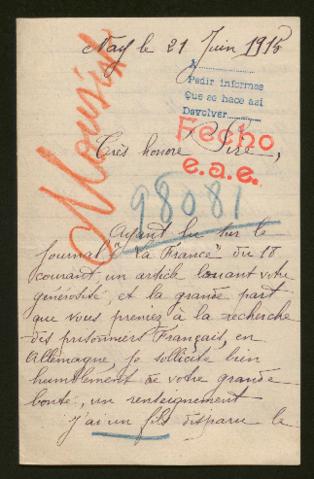 Nay le 21 Juin 1915
Pedir informes
Que se hace así
Devolver
Très honoré Sire,
Fecho
e.a.e.
98081
Ayant lu sur le
journal "La France" du 18
courant, un article louant votre
générosité, et la grande part
que vous preniez à la recherche
des prisonniers Français, en
Allemagne, je sollicite bien
humblement de votre grande
bonté, un renseignement
J'ai un fils disparu le